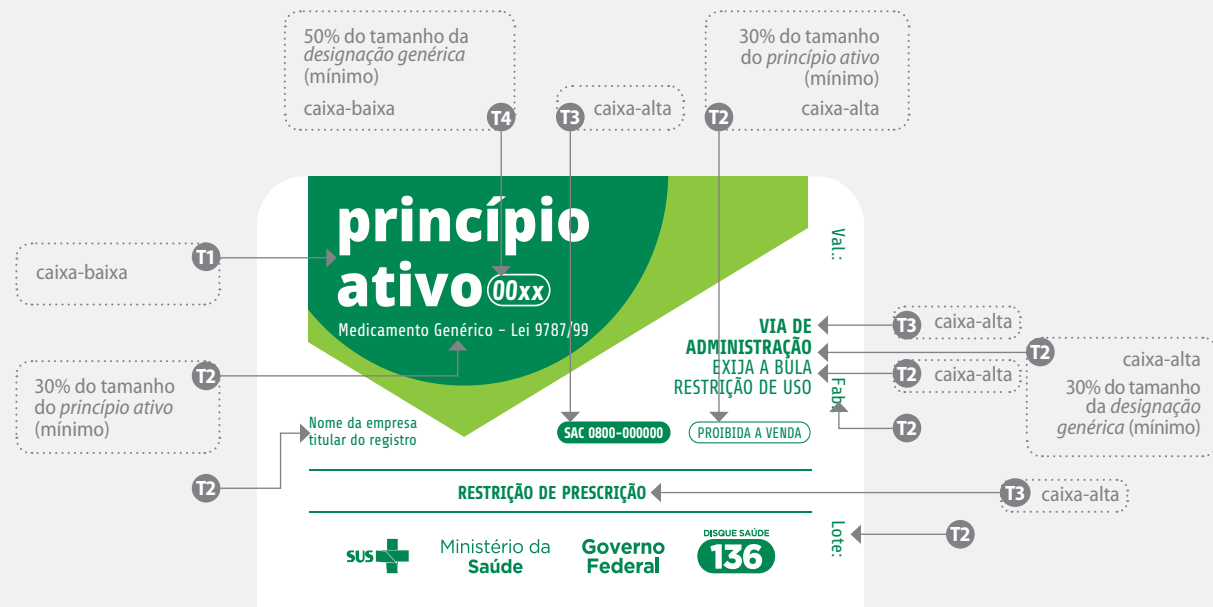 50% do tamanho da
designação genérica
(mínimo)
caixa-baixa
T4
T3
caixa-alta
30% do tamanho
do princípio ativo
(mínimo)
caixa-alta
T2
caixa-baixa
T1
princípio
ativo 00xx
Medicamento Genérico - Lei 9787/99
Val.:
VIA DE
ADMINISTRAÇÃO
EXIJA A BULA
RESTRIÇÃO DE USO
T3
caixa-alta
T2
caixa-alta
30% do tamanho
da designação
genérica (mínimo)
T2
caixa-alta
Fab
T2
T2
30% do tamanho
do princípio ativo
(mínimo)
Nome da empresa
titular do registro
SAC 0800-000000
PROIBIDA A VENDA
T2
RESTRIÇÃO DE PRESCRIÇÃO
T3
caixa-alta
Lote:
T2
SUS
Ministério da
Saúde
Governo
Federal
DISQUE SAÚDE
136